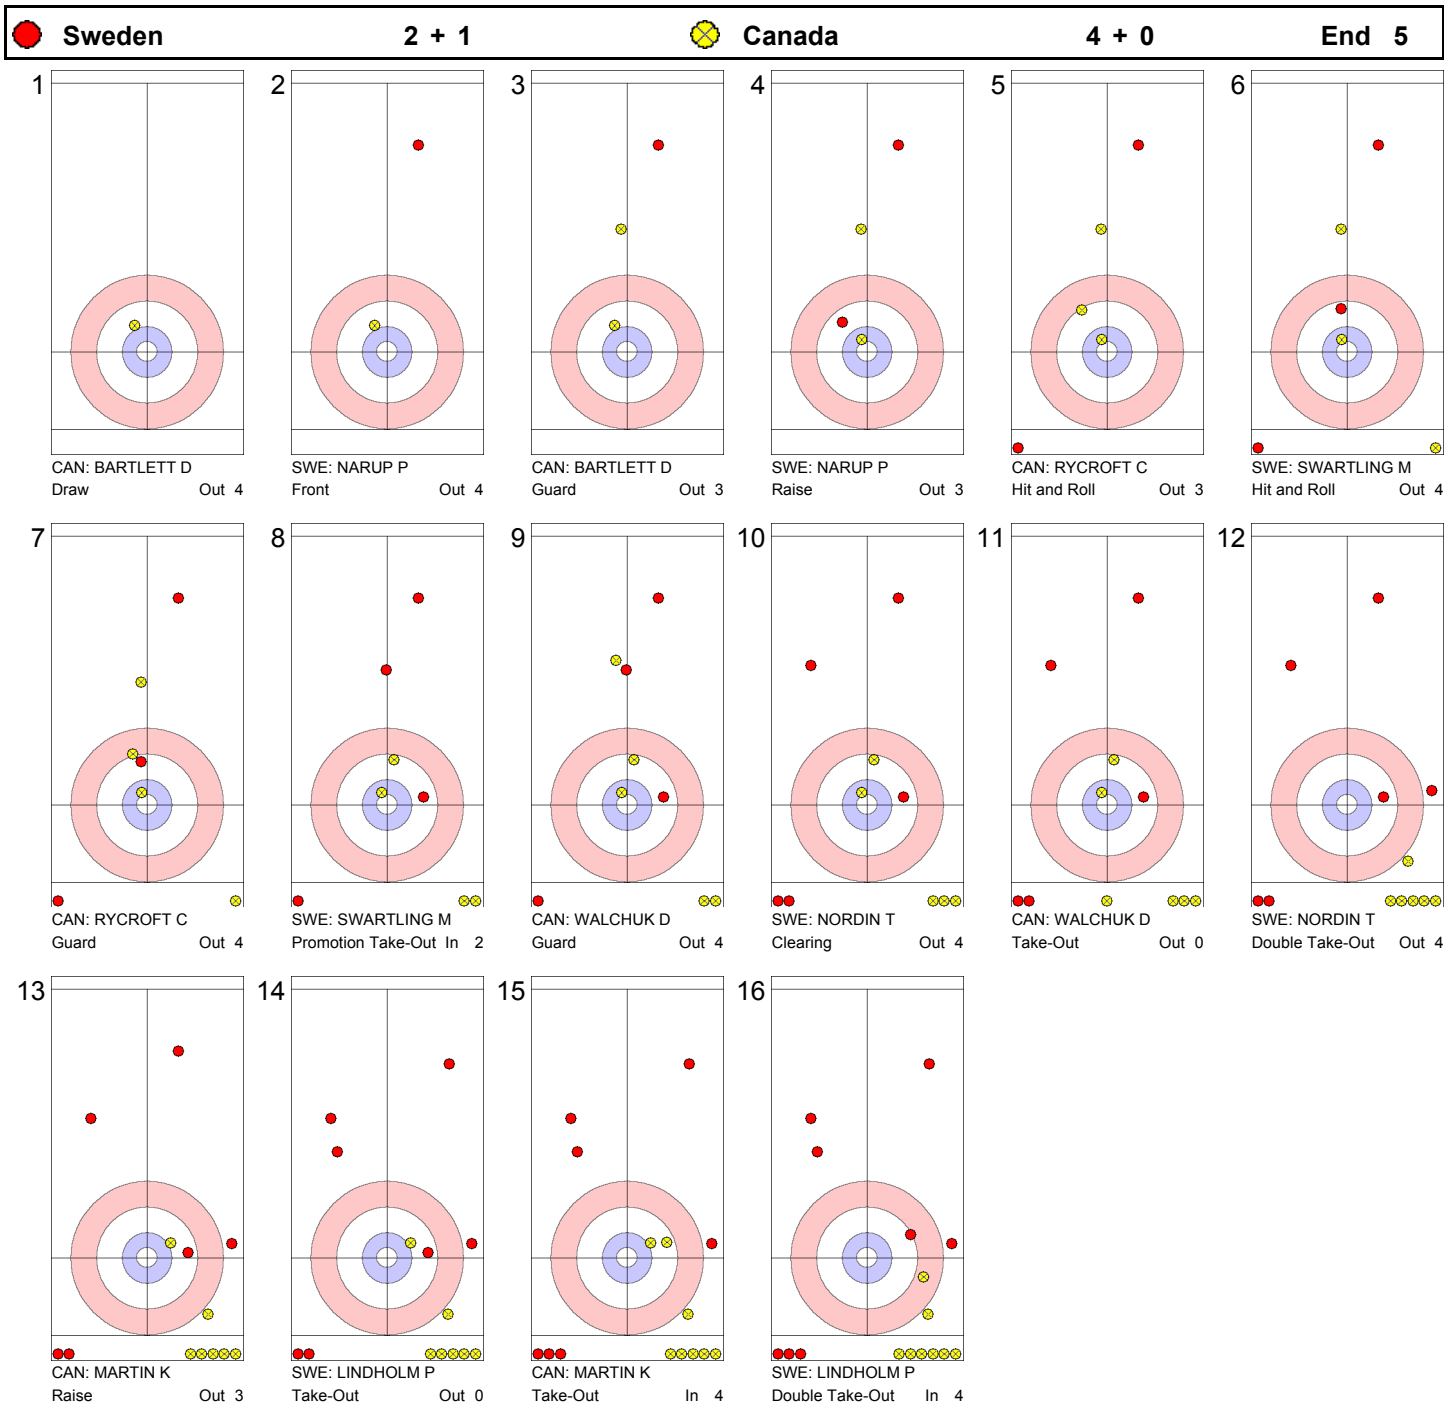 Sweden 2 + 1 Canada 4 + 0 End 5
1 2 3 4 5 6
CAN: BARTLETT D SWE: NARUP P CAN: BARTLETT D SWE: NARUP P CAN: RYCROFT C SWE: SWARTLING M
Draw Out 4 Front Out 4 Guard Out 3 Raise Out 3 Hit and Roll Out 3 Hit and Roll Out 4
7 8 9 10 11 12
CAN: RYCROFT C SWE: SWARTLING M CAN: WALCHUK D SWE: NORDIN T CAN: WALCHUK D SWE: NORDIN T
Guard Out 4 Promotion Take-Out In 2 Guard Out 4 Clearing Out 4 Take-Out Out 0 Double Take-Out Out 4
13 14 15 16
CAN: MARTIN K SWE: LINDHOLM P CAN: MARTIN K SWE: LINDHOLM P
Raise Out 3 Take-Out Out 0 Take-Out In 4 Double Take-Out In 4